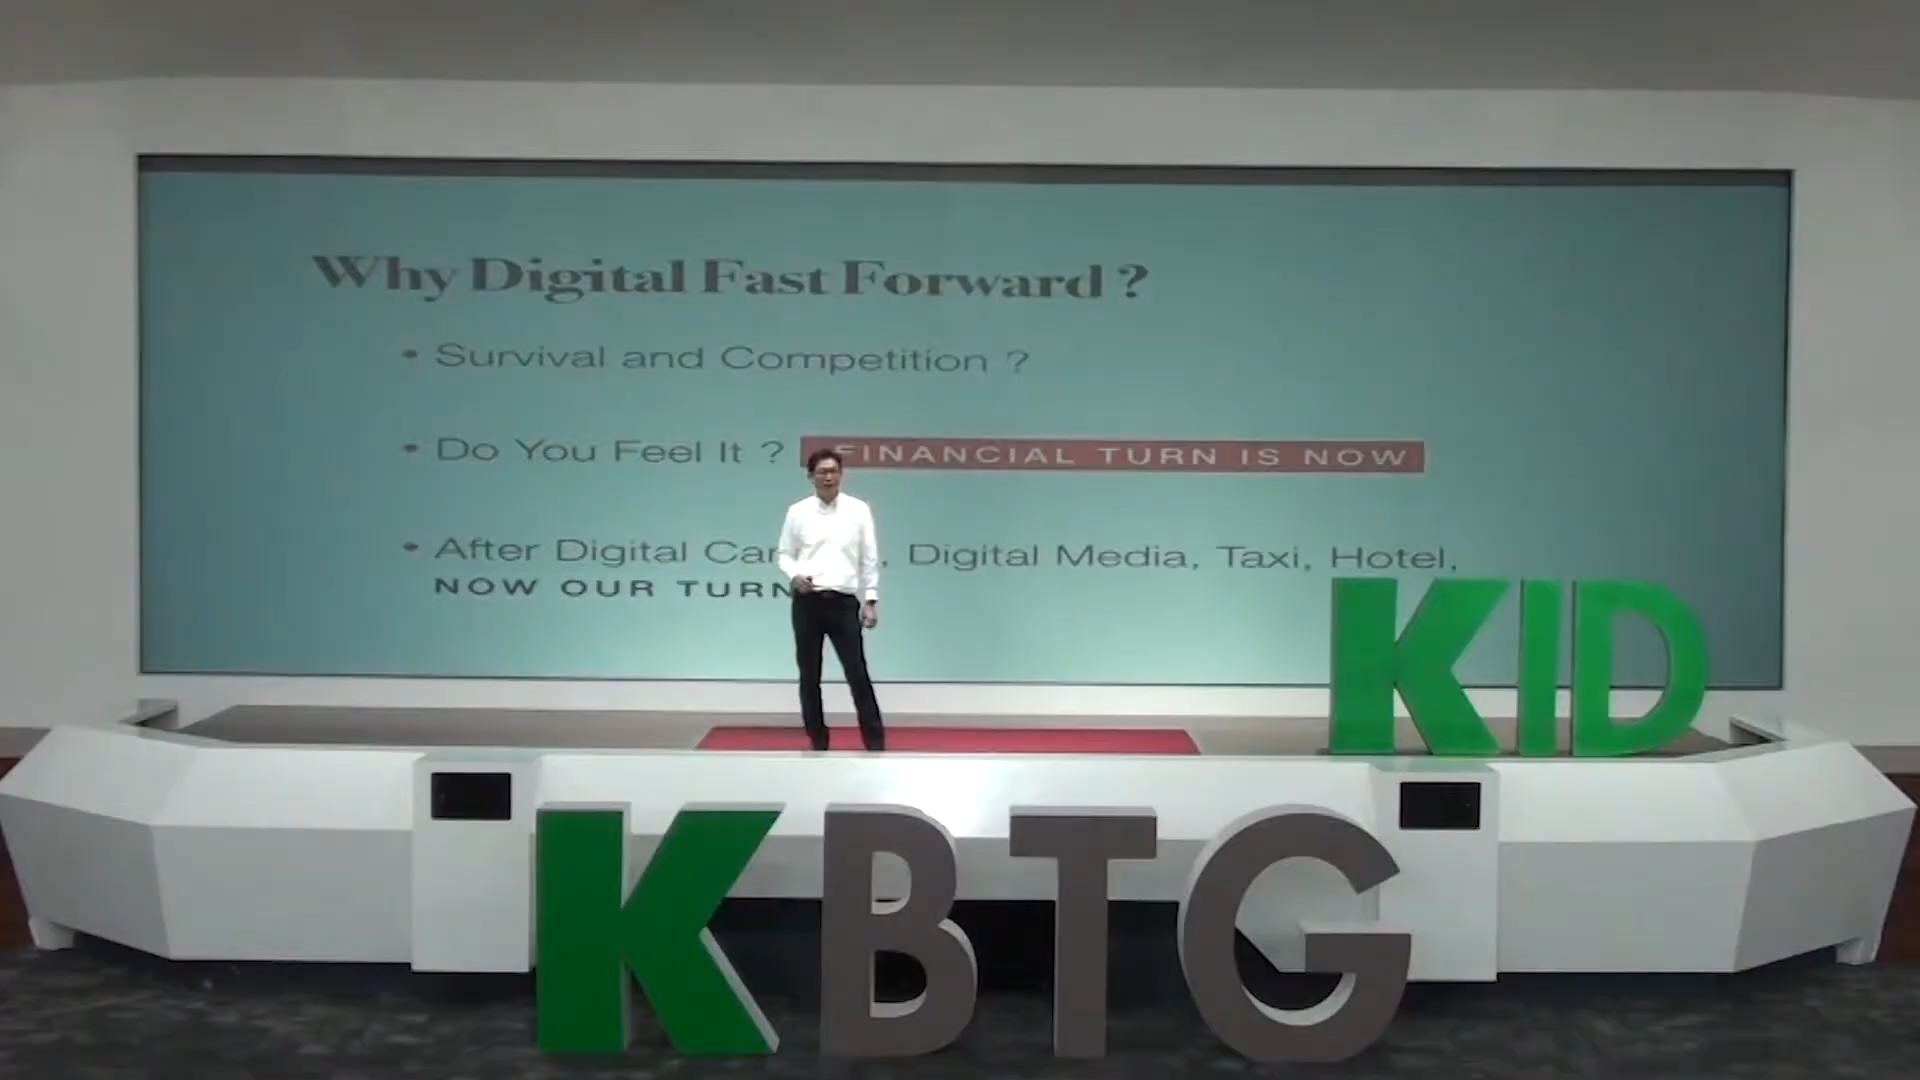 Why Digital Fast Forward ?
• Survival and Competition ?
• Do You Feel It ? FINANCIAL TURN IS NOW
• After Digital , Digital Media, Taxi, Hotel,
NOW OUR TURN
KID
KBTG